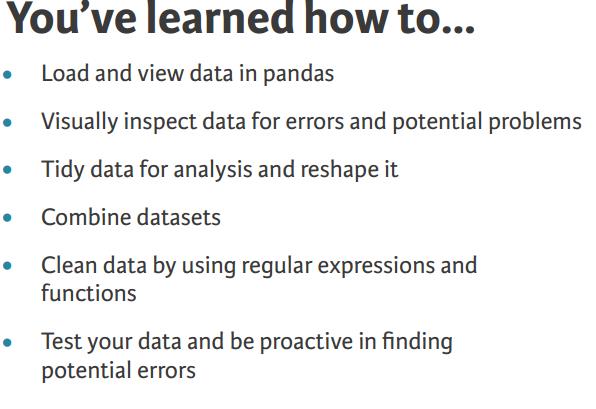 You’ve learned how to…
• Load and view data in pandas
• Visually inspect data for errors and potential problems
• Tidy data for analysis and reshape it
• Combine datasets
• Clean data by using regular expressions and
functions
• Test your data and be proactive in finding
potential errors